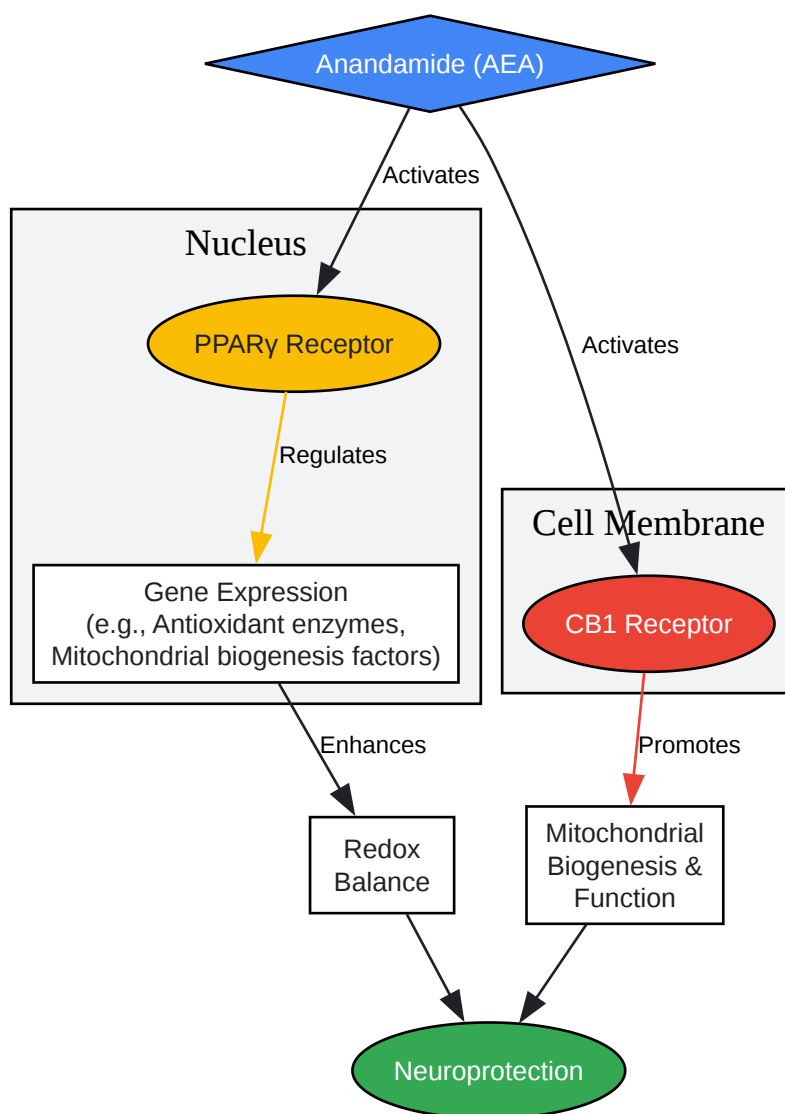 Anandamide (AEA)
Activates
Nucleus
PPARγ Receptor
Activates
Regulates
Cell Membrane
Gene Expression
(e.g., Antioxidant enzymes,
Mitochondrial biogenesis factors)
CB1 Receptor
Enhances
Promotes
Redox
Balance
Mitochondrial
Biogenesis &
Function
Neuroprotection